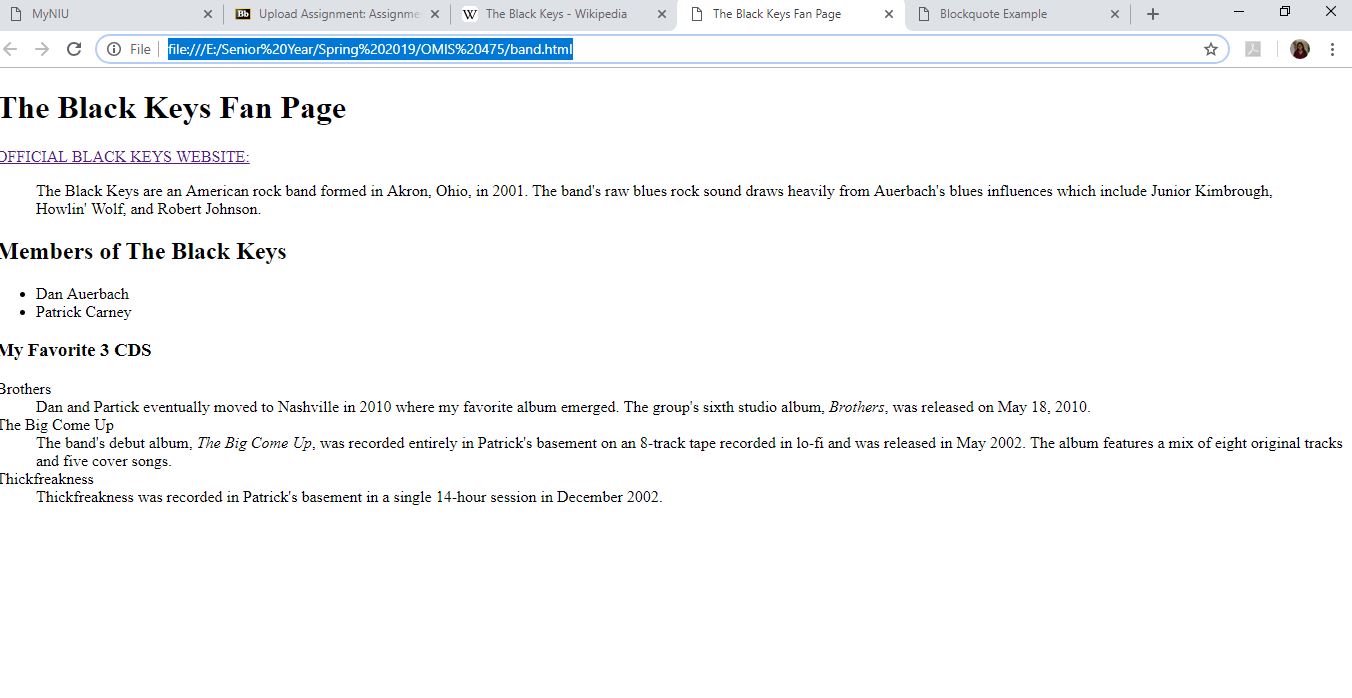 MyNIU
Upload Assignment: Assignme
The Black Keys - Wikipedia
The Black Keys Fan Page
Blockquote Example
File
file:///E:/Senior%20Year/Spring%202019/OMIS%20475/band.html
The Black Keys Fan Page
OFFICIAL BLACK KEYS WEBSITE:
The Black Keys are an American rock band formed in Akron, Ohio, in 2001. The band's raw blues rock sound draws heavily from Auerbach's blues influences which include Junior Kimbrough,
Howlin' Wolf, and Robert Johnson.
Members of The Black Keys
Dan Auerbach
Patrick Carney
My Favorite 3 CDS
Brothers
Dan and Partick eventually moved to Nashville in 2010 where my favorite album emerged. The group's sixth studio album, Brothers, was released on May 18, 2010.
The Big Come Up
The band's debut album, The Big Come Up, was recorded entirely in Patrick's basement on an 8-track tape recorded in lo-fi and was released in May 2002. The album features a mix of eight original tracks
and five cover songs.
Thickfreakness
Thickfreakness was recorded in Patrick's basement in a single 14-hour session in December 2002.